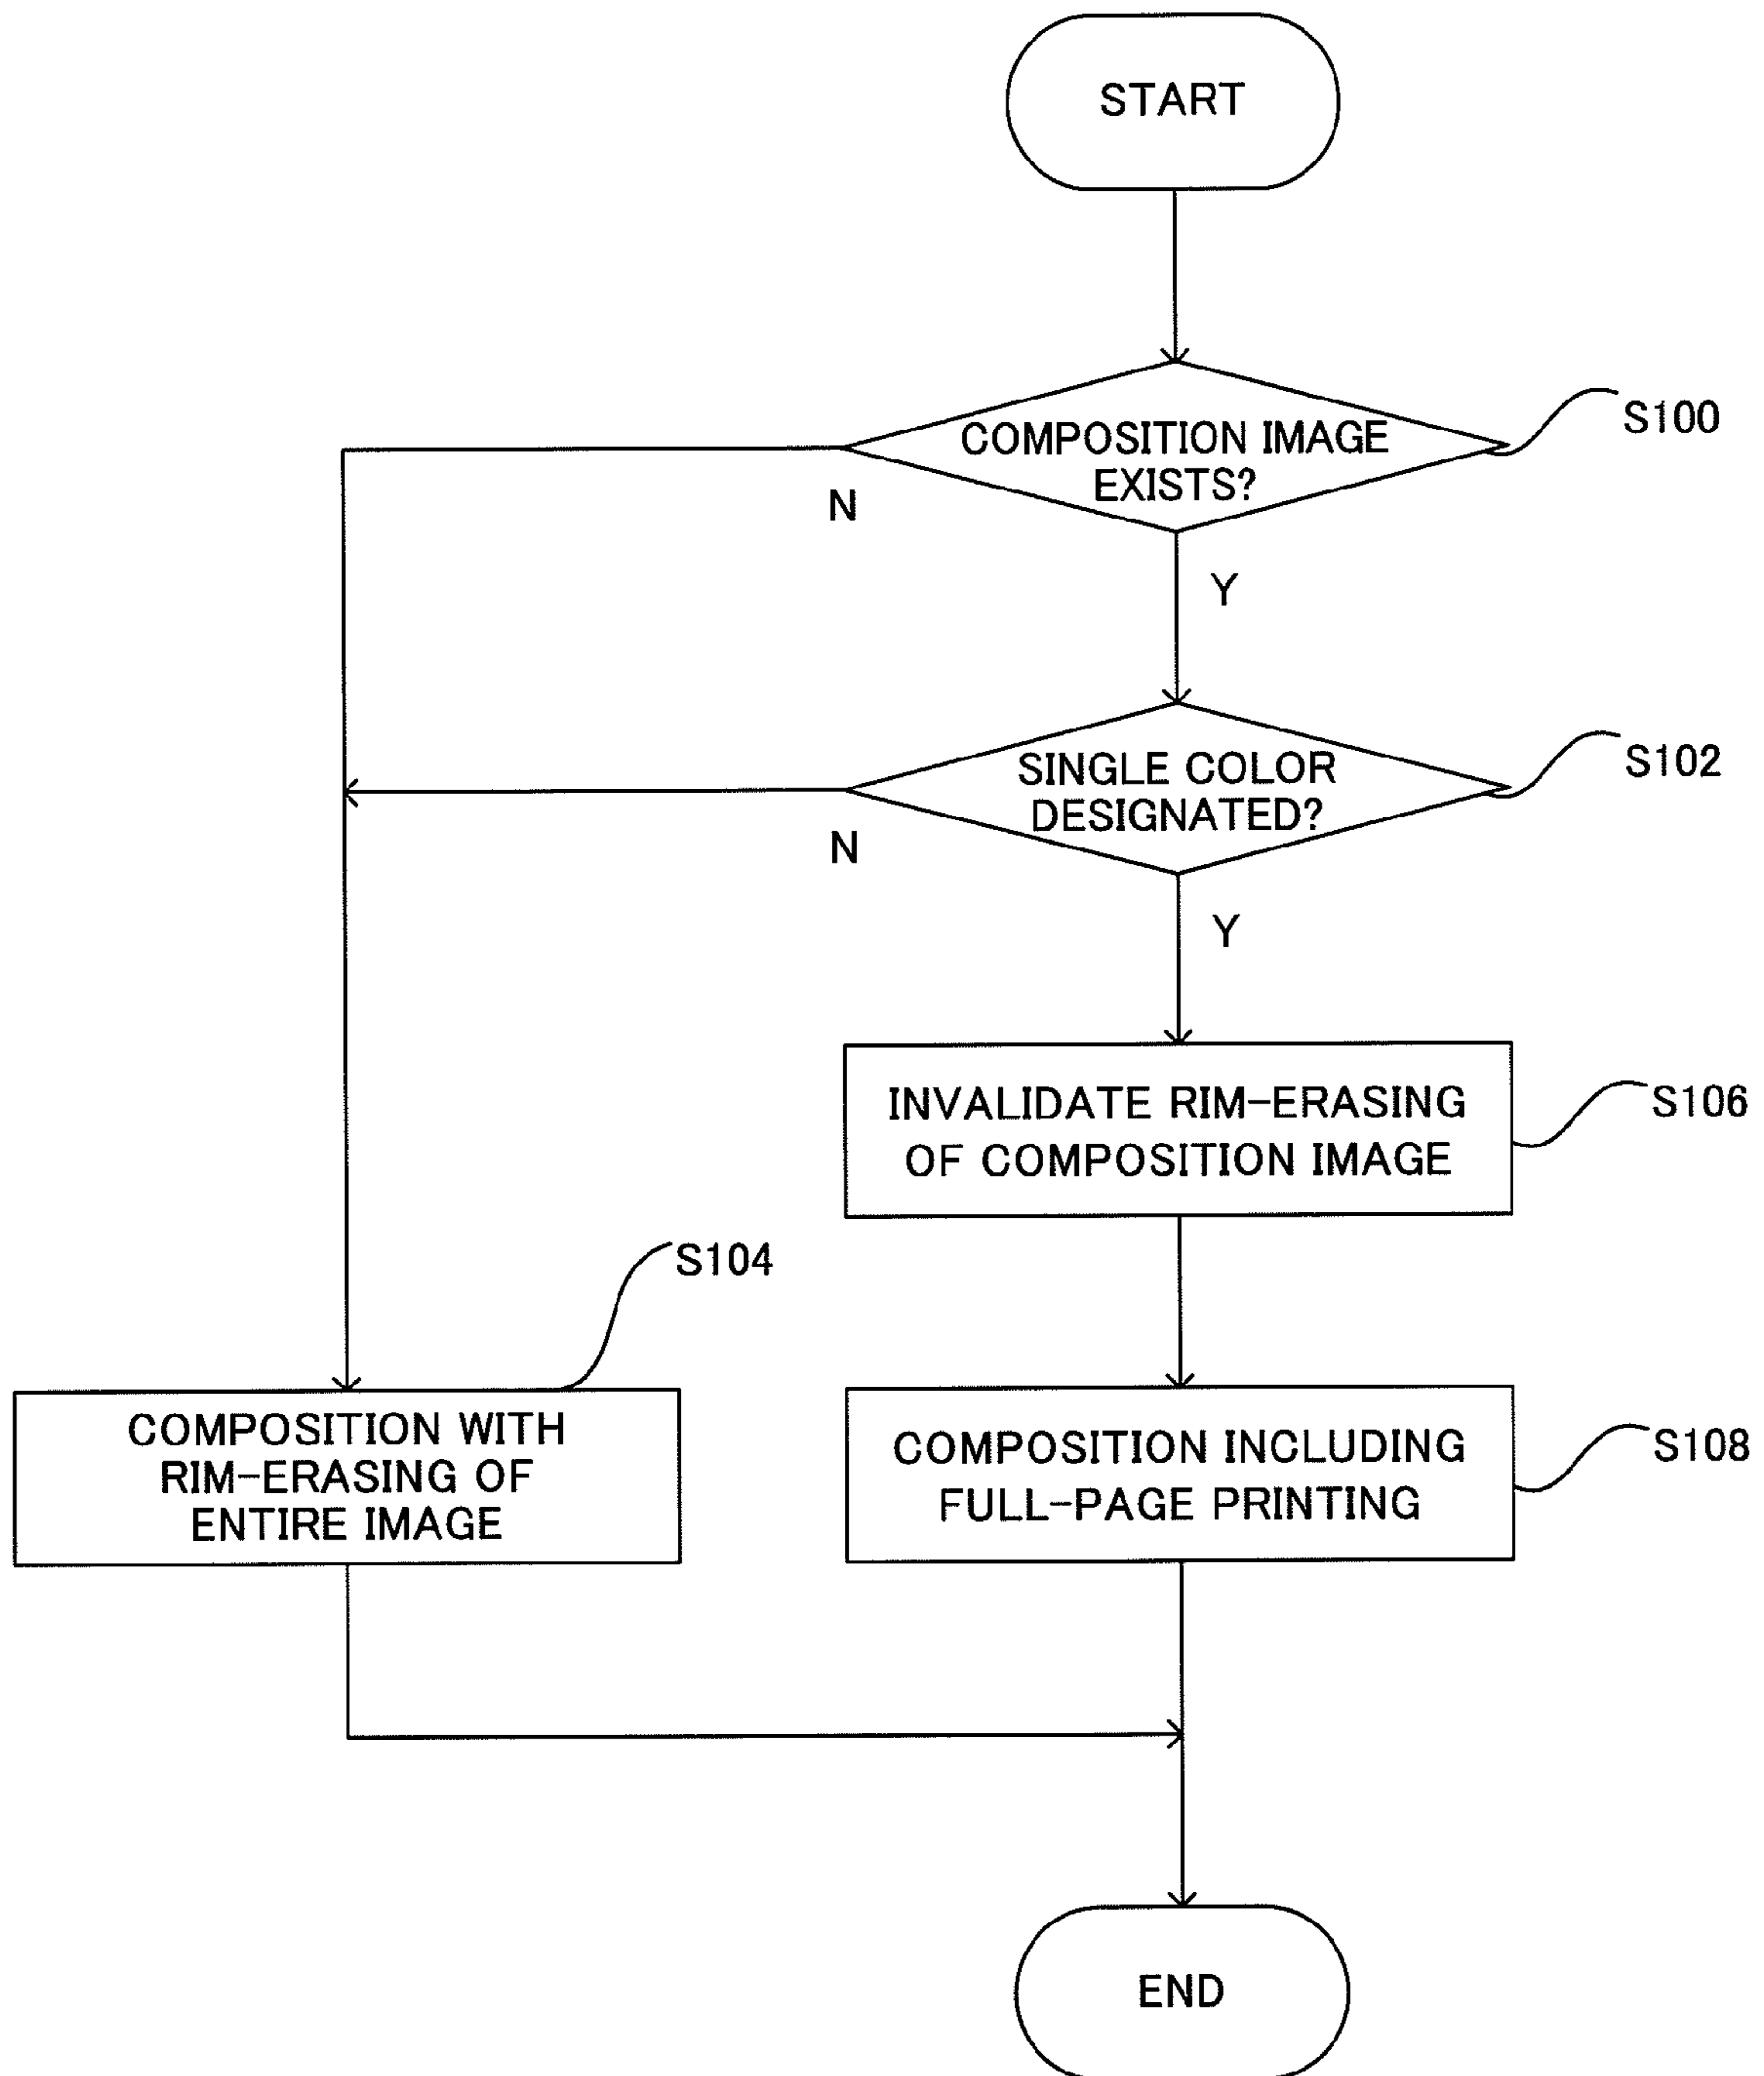 START
COMPOSITION IMAGE
EXISTS?
S100
N
Y
SINGLE COLOR
DESIGNATED?
S102
N
Y
INVALIDATE RIM-ERASING
OF COMPOSITION IMAGE
S106
S104
COMPOSITION WITH
RIM-ERASING OF
ENTIRE IMAGE
COMPOSITION INCLUDING
FULL-PAGE PRINTING
S108
END